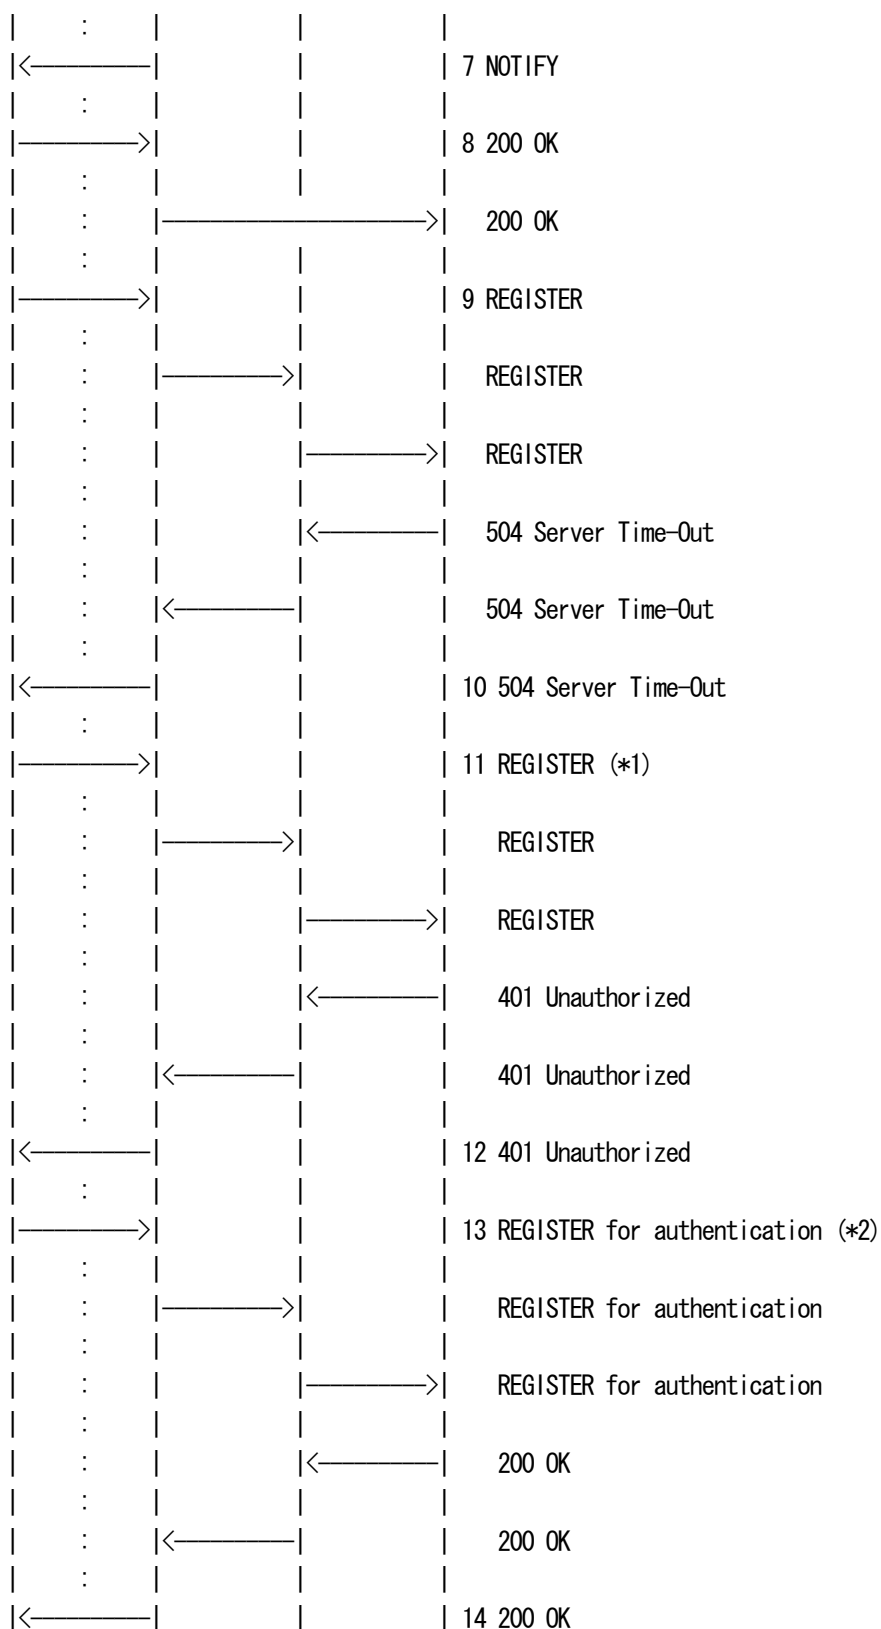 7 NOTIFY
8 200 OK
200 OK
9 REGISTER
REGISTER
REGISTER
504 Server Time-Out
504 Server Time-Out
10 504 Server Time-Out
11 REGISTER (*1)
REGISTER
REGISTER
401 Unauthorized
401 Unauthorized
12 401 Unauthorized
13 REGISTER for authentication (*2)
REGISTER for authentication
REGISTER for authentication
200 OK
200 OK
14 200 OK